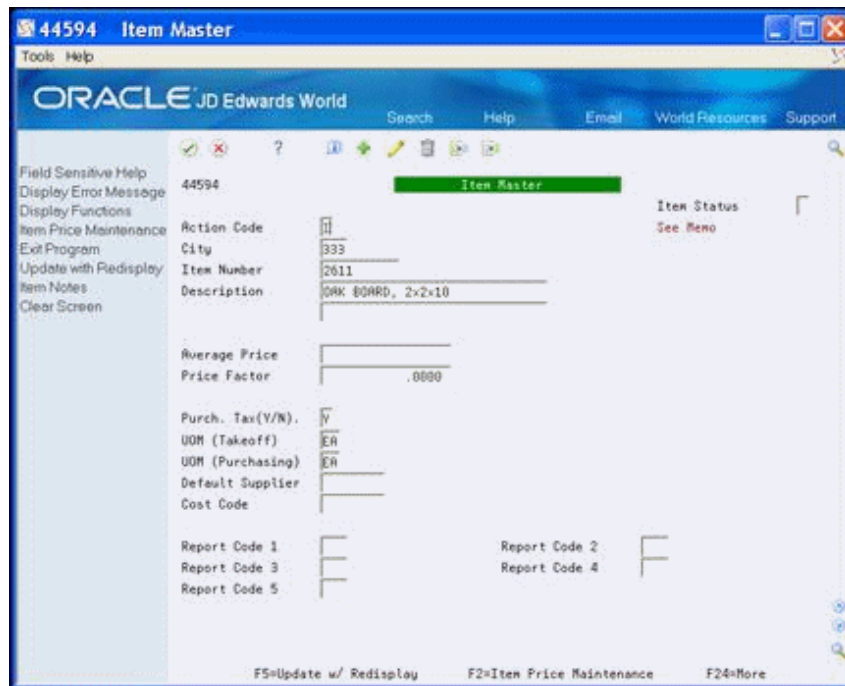 44594 Item Master
Tools Help
ORACLE JD Edwards World
Search Help Email World Resources Support
?
Field Sensitive Help
Display Error Message
Display Functions
Item Price Maintenance
Exit Program
Update with Redisplay
Item Notes
Clear Screen
44594 Item Master
Item Status
See Memo
Action Code I
City 333
Item Number 2611
Description OAK BOARD, 2x2x10
Average Price
Price Factor .0000
Purch. Tax(Y/N). Y
UOM (Takeoff) EA
UOM (Purchasing) EA
Default Supplier
Cost Code
Report Code 1 Report Code 2
Report Code 3 Report Code 4
Report Code 5
F5=Update w/ Redisplay F2=Item Price Maintenance F24=More